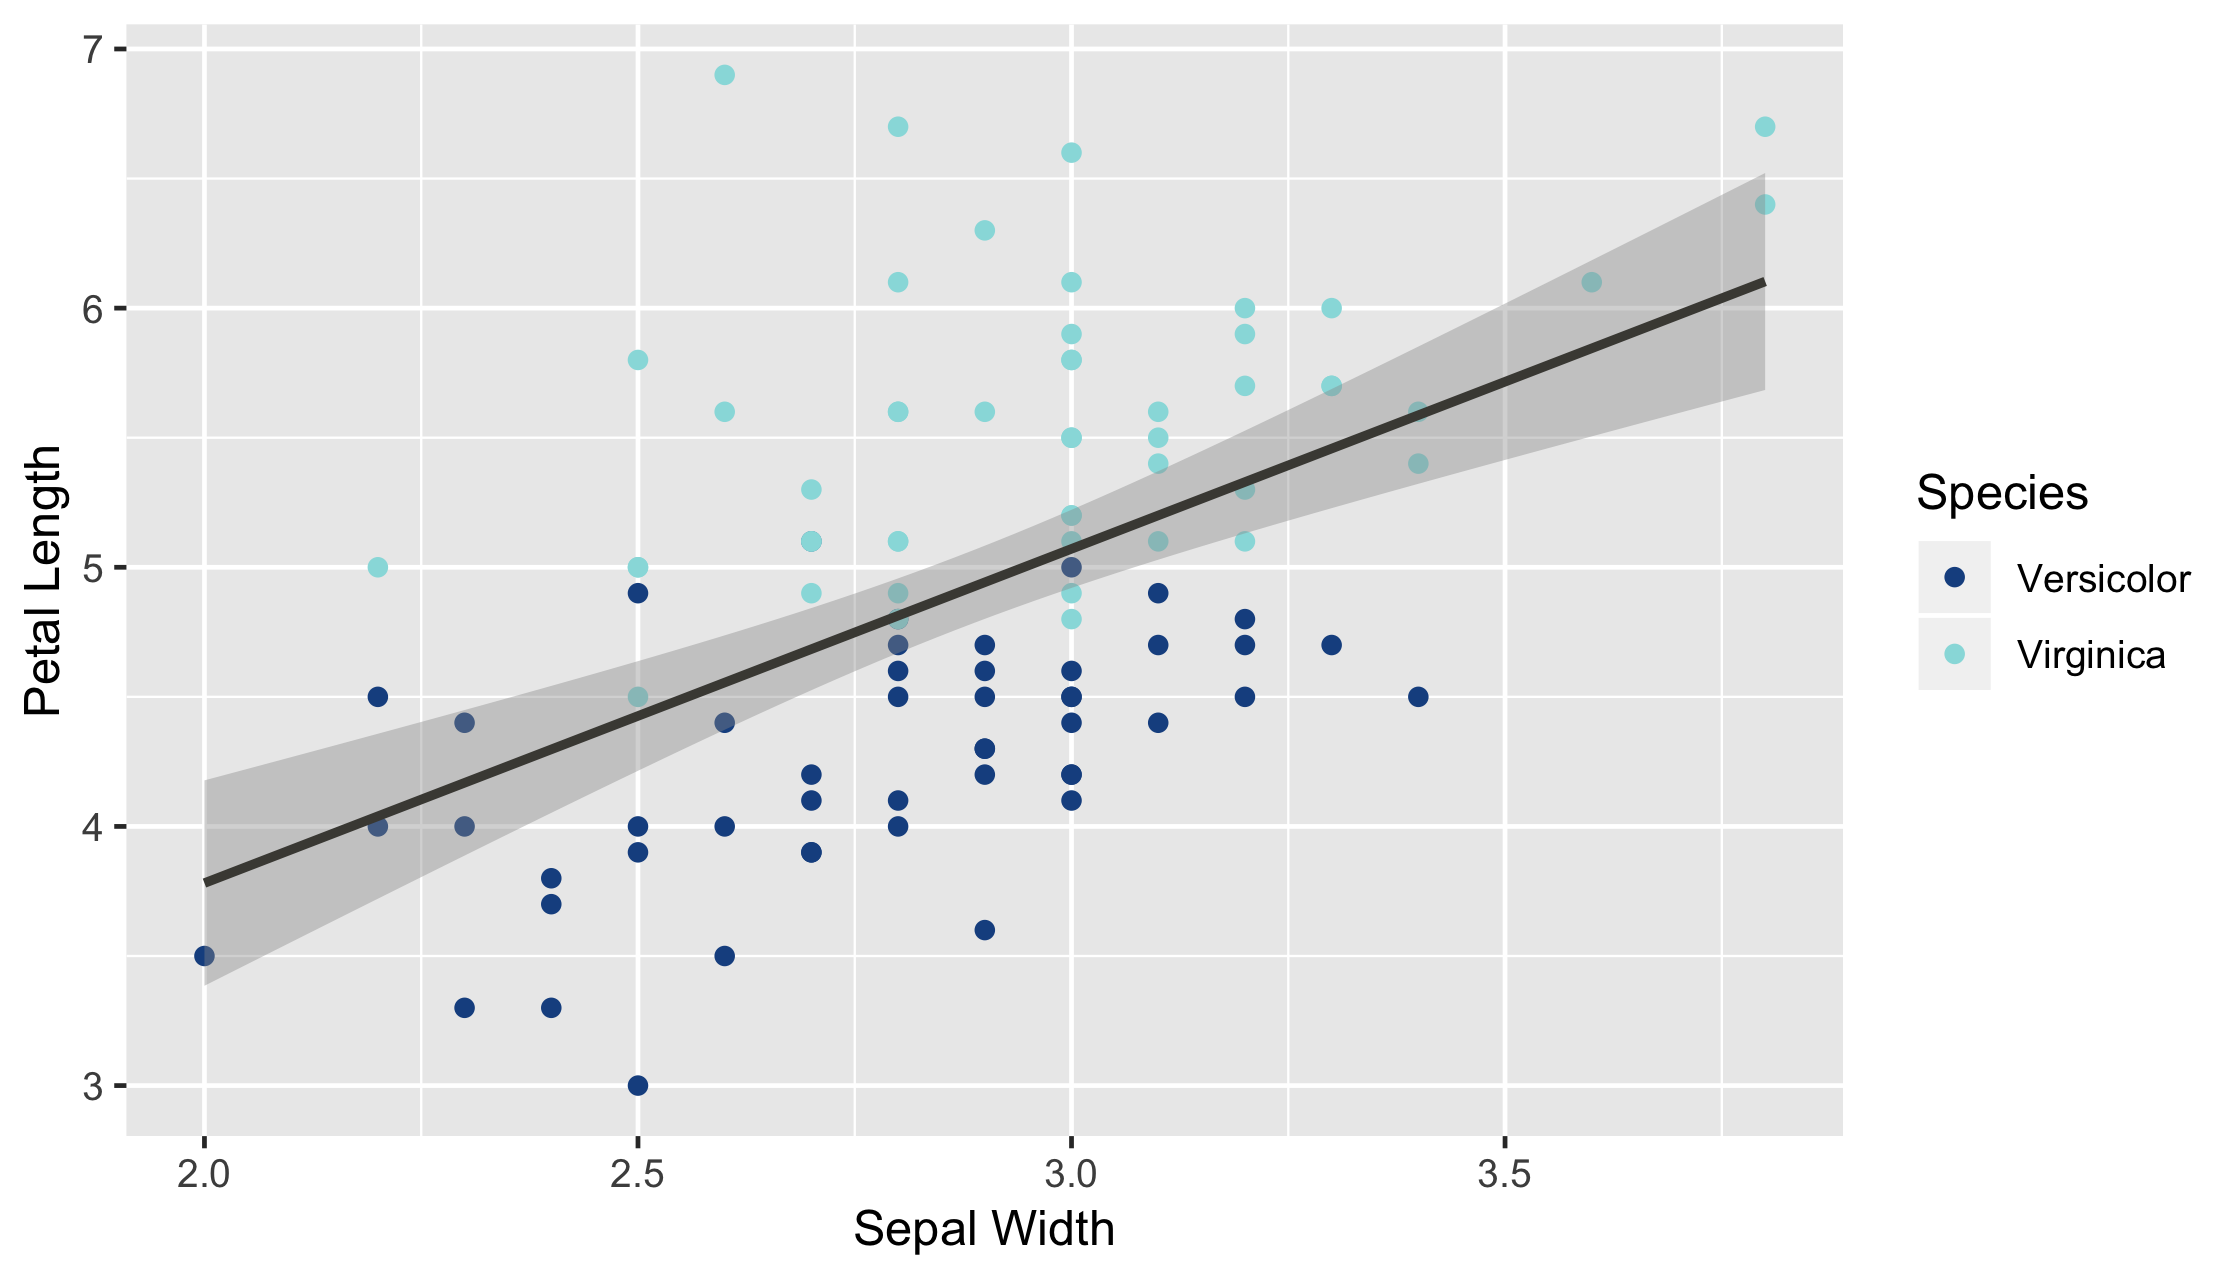 7
6
5
4
3
Petal Length
2.0 2.5 3.0 3.5
Sepal Width
Species
Versicolor
Virginica